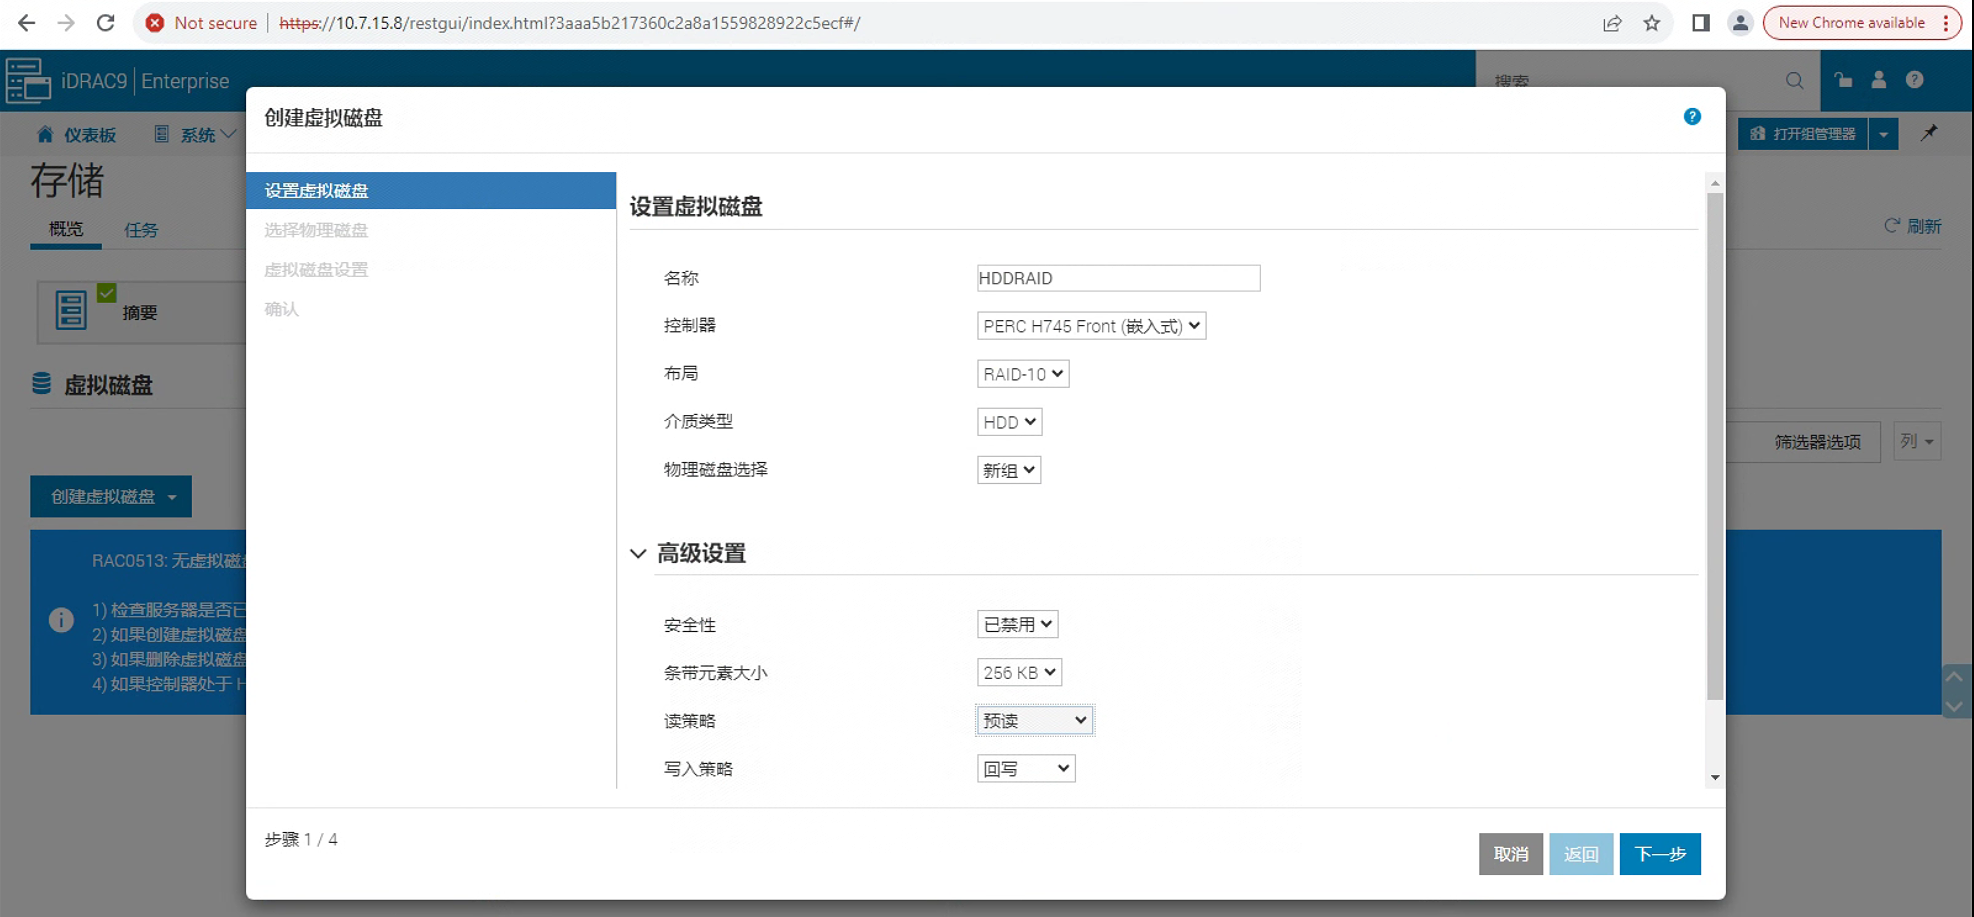 Not secure
https://10.7.15.8/restgui/index.html?3aaa5b217360c2a8a1559828922c5ecf#/
New Chrome available
iDRAC9 | Enterprise
搜索
仪表板
系统
打开组管理器
存储
概览
任务
刷新
摘要
虚拟磁盘
筛选器选项
列
创建虚拟磁盘
RAC0513: 无虚拟磁盘
1) 检查服务器是否已
2) 如果创建虚拟磁盘
3) 如果删除虚拟磁盘
4) 如果控制器处于 H
创建虚拟磁盘
设置虚拟磁盘
选择物理磁盘
虚拟磁盘设置
确认
设置虚拟磁盘
名称 HDDRAID
控制器 PERC H745 Front (嵌入式)
布局 RAID-10
介质类型 HDD
物理磁盘选择 新组
高级设置
安全性 已禁用
条带元素大小 256 KB
读策略 预读
写入策略 回写
步骤 1 / 4
取消
返回
下一步